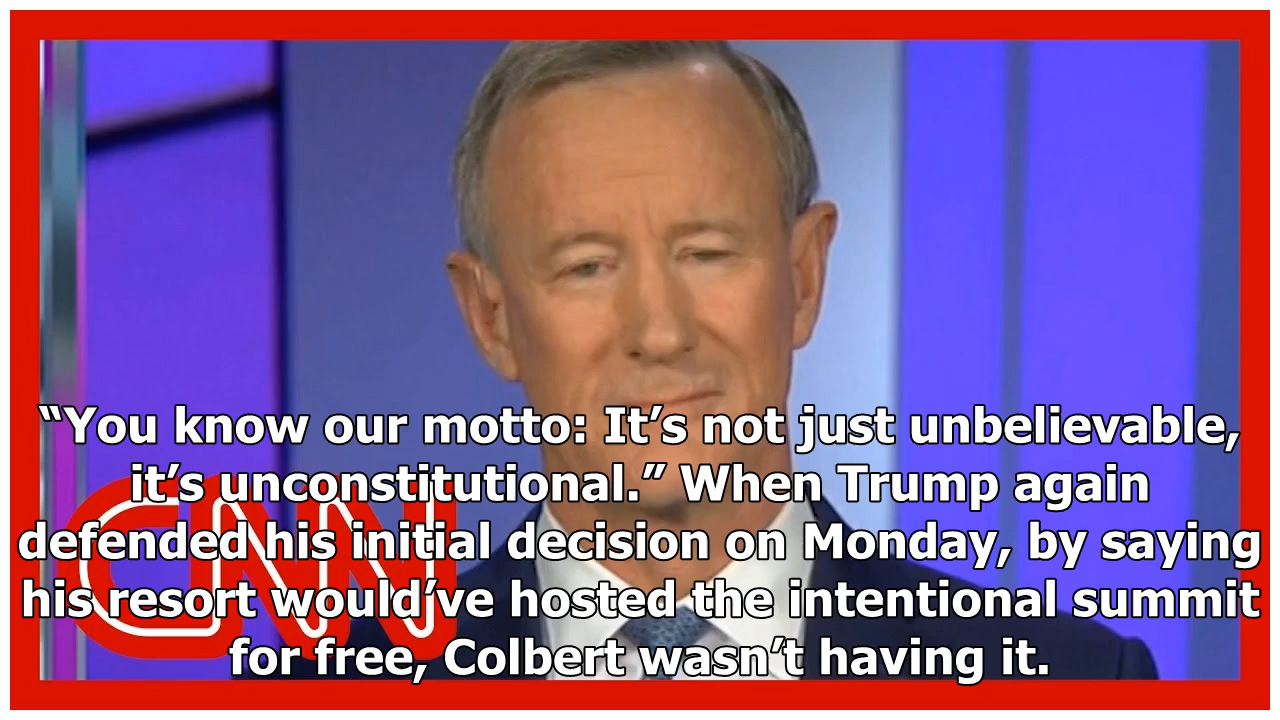 “You know our motto: It’s not just unbelievable,
it’s unconstitutional.” When Trump again
defended his initial decision on Monday, by saying
his resort would’ve hosted the intentional summit
for free, Colbert wasn’t having it.
CNN